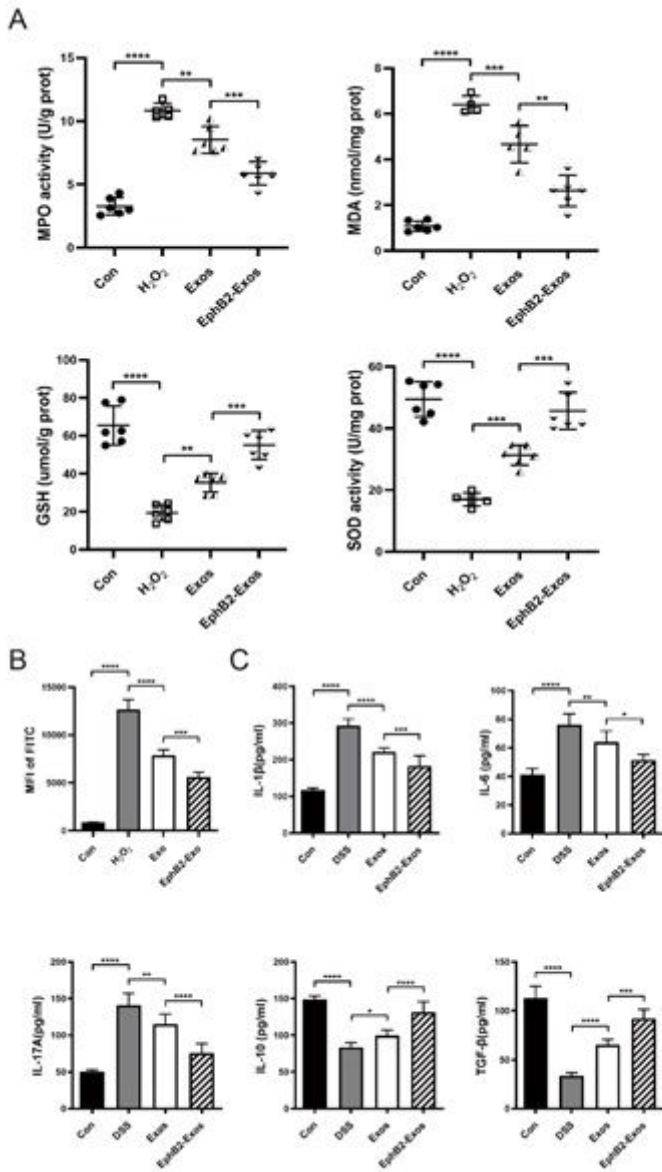 A
MPO activity (U/g prot)
15
10
5
0
****
**
***
Con
H₂O₂
Exos
EphB2-Exos
MDA (nmol/mg prot)
8
6
4
2
0
****
***
**
Con
H₂O₂
Exos
EphB2-Exos
GSH (umol/g prot)
100
80
60
40
20
0
****
**
***
Con
H₂O₂
Exos
EphB2-Exos
SOD activity (U/mg prot)
60
40
20
0
****
***
***
Con
H₂O₂
Exos
EphB2-Exos
B
MFI of FITC
15000
10000
5000
0
****
****
***
Con
H₂O₂
Exo
EphB2-Exo
C
IL-1β(pg/ml)
400
300
200
100
0
****
****
***
Con
DSS
Exos
EphB2-Exos
IL-6 (pg/ml)
100
80
60
40
20
0
****
**
*
Con
DSS
Exos
EphB2-Exos
IL-17A(pg/ml)
200
150
100
50
0
****
**
****
Con
DSS
Exos
EphB2-Exos
IL-10 (pg/ml)
200
150
100
50
0
****
*
****
Con
DSS
Exos
EphB2-Exos
TGF-β(pg/ml)
150
100
50
0
****
****
***
Con
DSS
Exos
EphB2-Exos